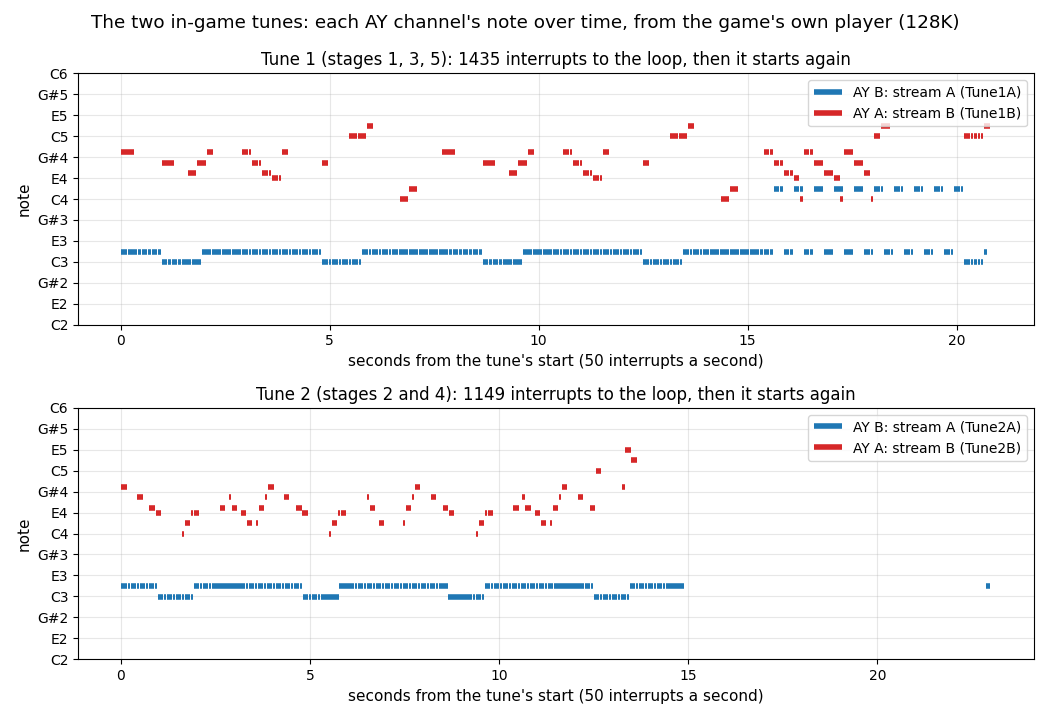 The two in-game tunes: each AY channel's note over time, from the game's own player (128K)
Tune 1 (stages 1, 3, 5): 1435 interrupts to the loop, then it starts again
C6
G#5
E5
C5
G#4
E4
C4
G#3
E3
C3
G#2
E2
C2
note
AY B: stream A (Tune1A)
AY A: stream B (Tune1B)
0 5 10 15 20
seconds from the tune's start (50 interrupts a second)
Tune 2 (stages 2 and 4): 1149 interrupts to the loop, then it starts again
C6
G#5
E5
C5
G#4
E4
C4
G#3
E3
C3
G#2
E2
C2
note
AY B: stream A (Tune2A)
AY A: stream B (Tune2B)
0 5 10 15 20
seconds from the tune's start (50 interrupts a second)